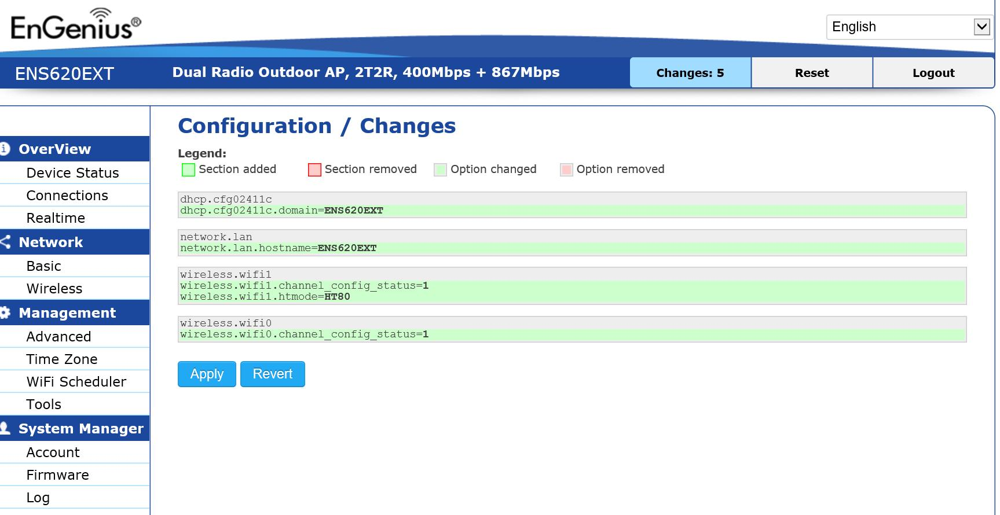 EnGenius®
English
ENS620EXT
Dual Radio Outdoor AP, 2T2R, 400Mbps + 867Mbps
Changes: 5
Reset
Logout
OverView
Device Status
Connections
Realtime
Network
Basic
Wireless
Management
Advanced
Time Zone
WiFi Scheduler
Tools
System Manager
Account
Firmware
Log
Configuration / Changes
Legend:
Section added
Section removed
Option changed
Option removed
dhcp.cfg02411c
dhcp.cfg02411c.domain=ENS620EXT
network.lan
network.lan.hostname=ENS620EXT
wireless.wifi1
wireless.wifi1.channel_config_status=1
wireless.wifi1.htmode=HT80
wireless.wifi0
wireless.wifi0.channel_config_status=1
Apply
Revert